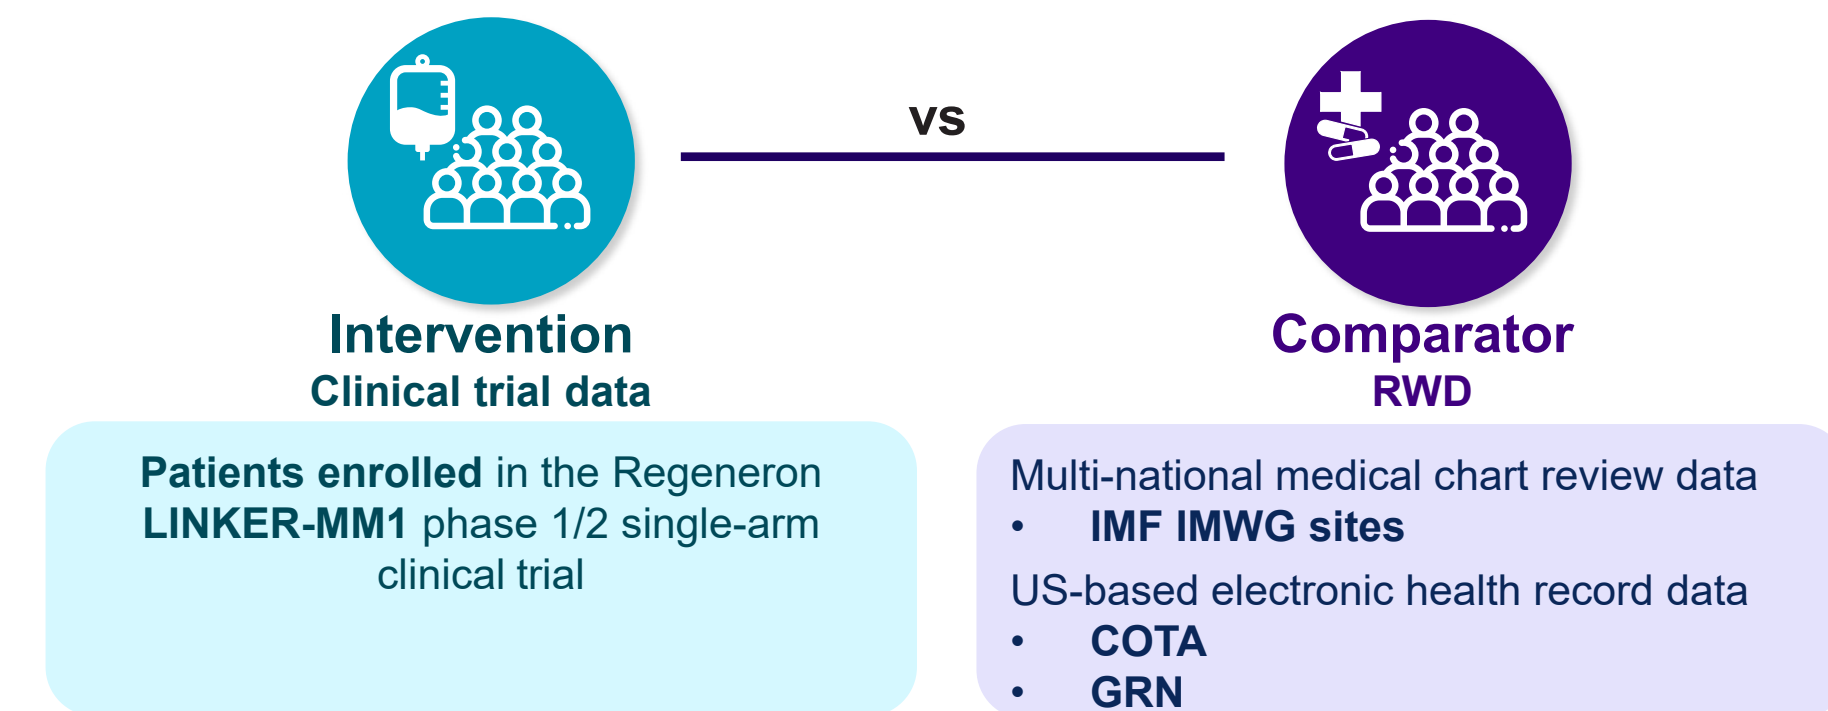 vs
Intervention
Clinical trial data
Patients enrolled in the Regeneron
LINKER-MM1 phase 1/2 single-arm
clinical trial
Comparator
RWD
Multi-national medical chart review data
• IMF IMWG sites
US-based electronic health record data
• COTA
• GRN